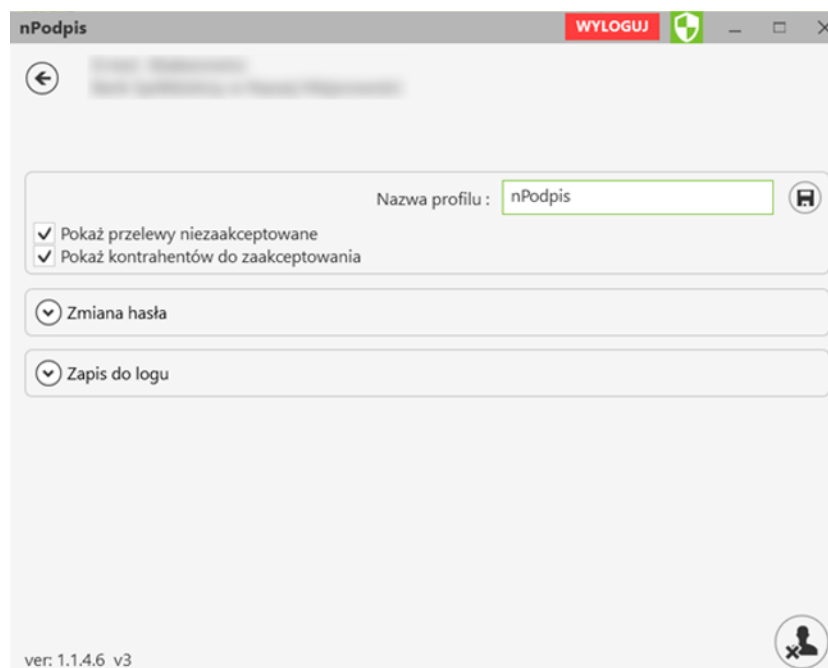 nPodpis
WYLOGUJ
Nazwa profilu : nPodpis
Pokaż przelewy niezaakceptowane
Pokaż kontrahentów do zaakceptowania
Zmiana hasła
Zapis do logu
ver: 1.1.4.6 v3